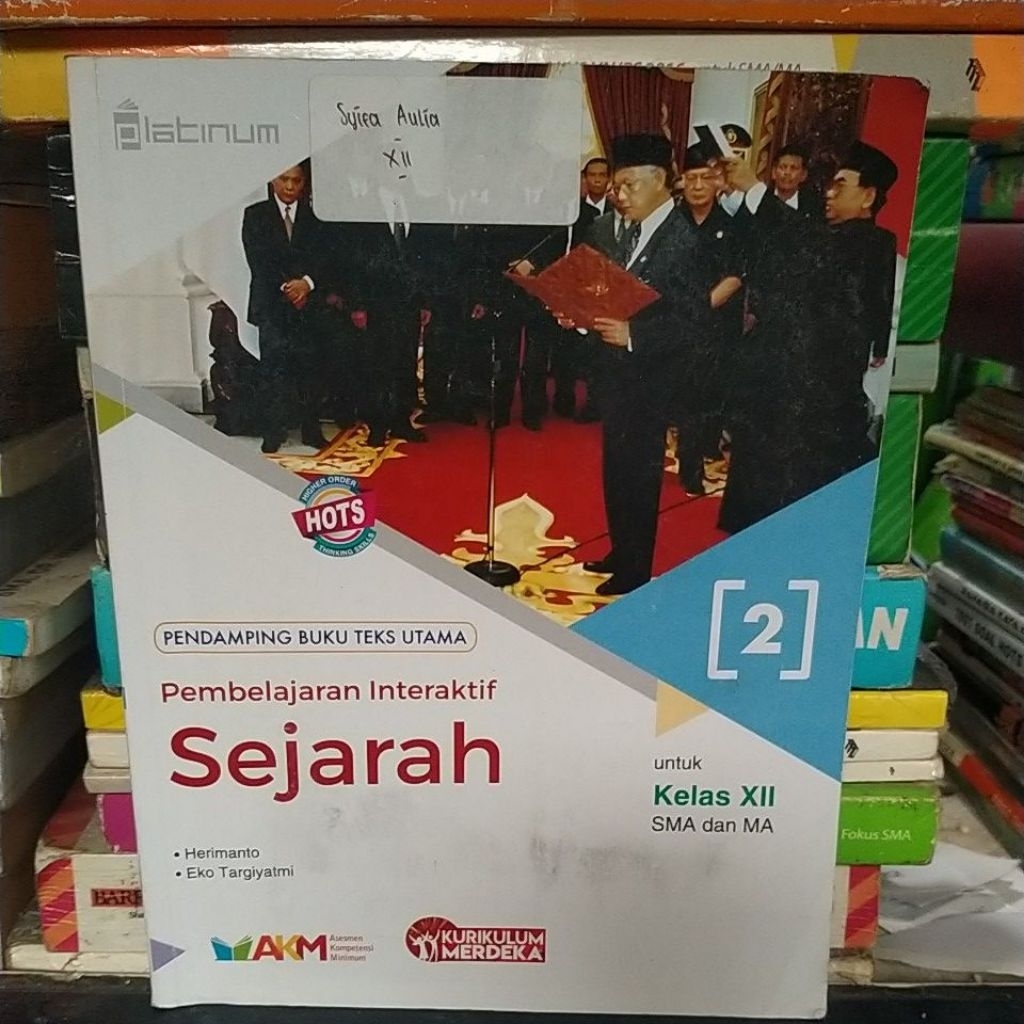 Platinum
Syifa Aulia
-
XII
-
HIGHER ORDER
HOTS
THINKING SKILLS
[2]
PENDAMPING BUKU TEKS UTAMA
Pembelajaran Interaktif
Sejarah
untuk
Kelas XII
SMA dan MA
• Herimanto
• Eko Targiyatmi
AKM Asesmen
Kompetensi
Minimum
KURIKULUM
MERDEKA
AN
Fokus SMA